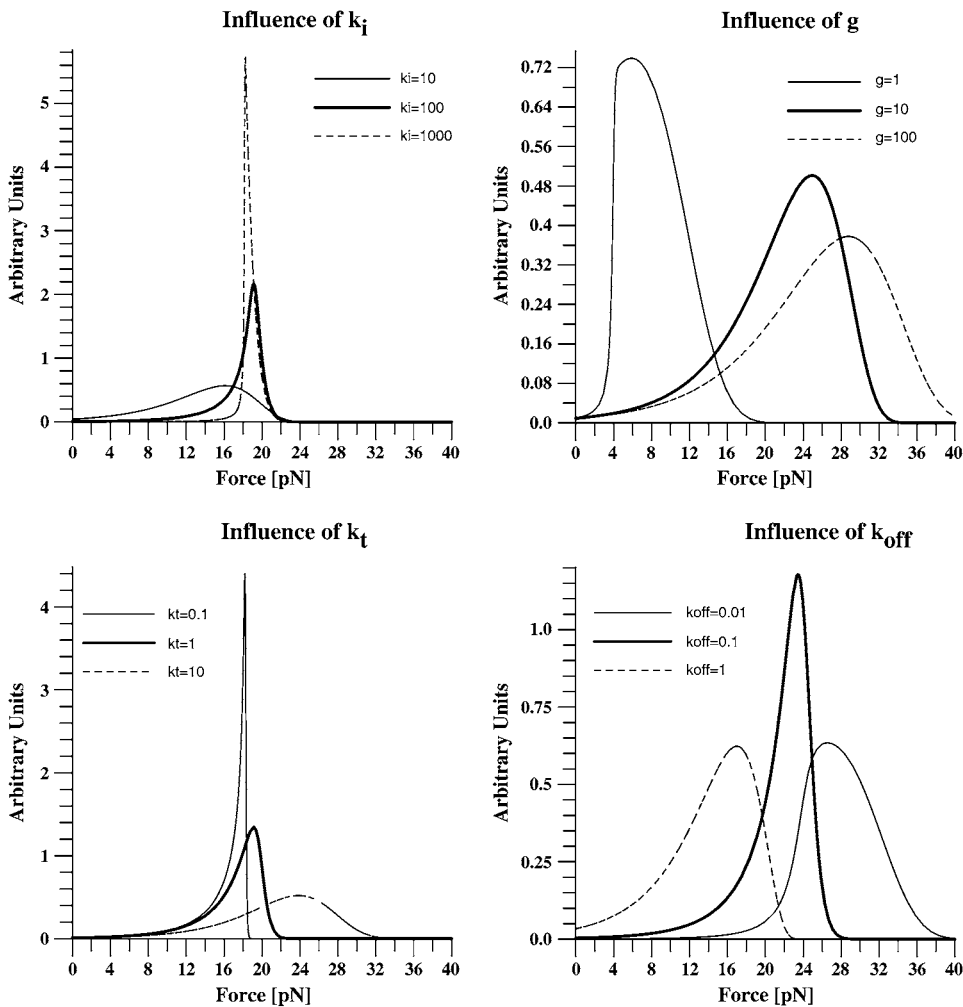 Influence of ki
Arbitrary Units
5
4
3
2
1
0
ki=10
ki=100
ki=1000
0 4 8 12 16 20 24 28 32 36 40
Force [pN]
Influence of g
Arbitrary Units
0.72
0.64
0.56
0.48
0.4
0.32
0.24
0.16
0.08
0.0
g=1
g=10
g=100
0 4 8 12 16 20 24 28 32 36 40
Force [pN]
Influence of kt
Arbitrary Units
4
3
2
1
0
kt=0.1
kt=1
kt=10
0 4 8 12 16 20 24 28 32 36 40
Force [pN]
Influence of koff
Arbitrary Units
1.0
0.75
0.5
0.25
0.0
koff=0.01
koff=0.1
koff=1
0 4 8 12 16 20 24 28 32 36 40
Force [pN]